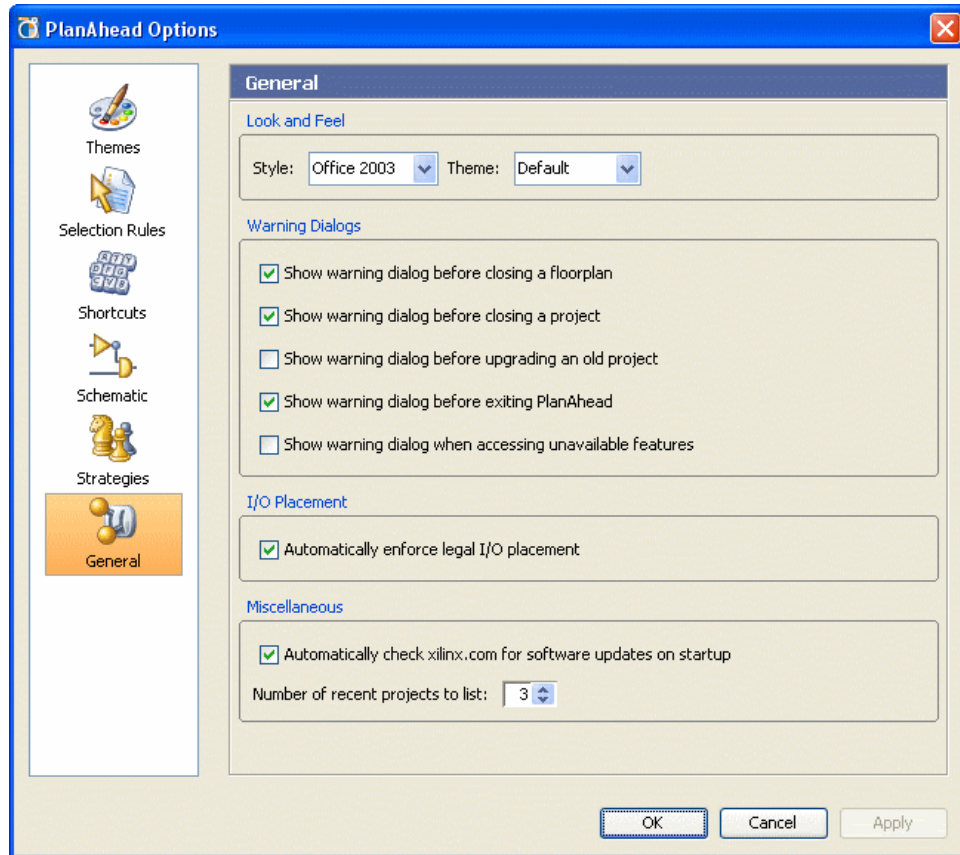 PlanAhead Options
Themes
Selection Rules
Shortcuts
Schematic
Strategies
General
General
Look and Feel
Style: Office 2003 Theme: Default
Warning Dialogs
Show warning dialog before closing a floorplan
Show warning dialog before closing a project
Show warning dialog before upgrading an old project
Show warning dialog before exiting PlanAhead
Show warning dialog when accessing unavailable features
I/O Placement
Automatically enforce legal I/O placement
Miscellaneous
Automatically check xilinx.com for software updates on startup
Number of recent projects to list: 3
OK Cancel Apply